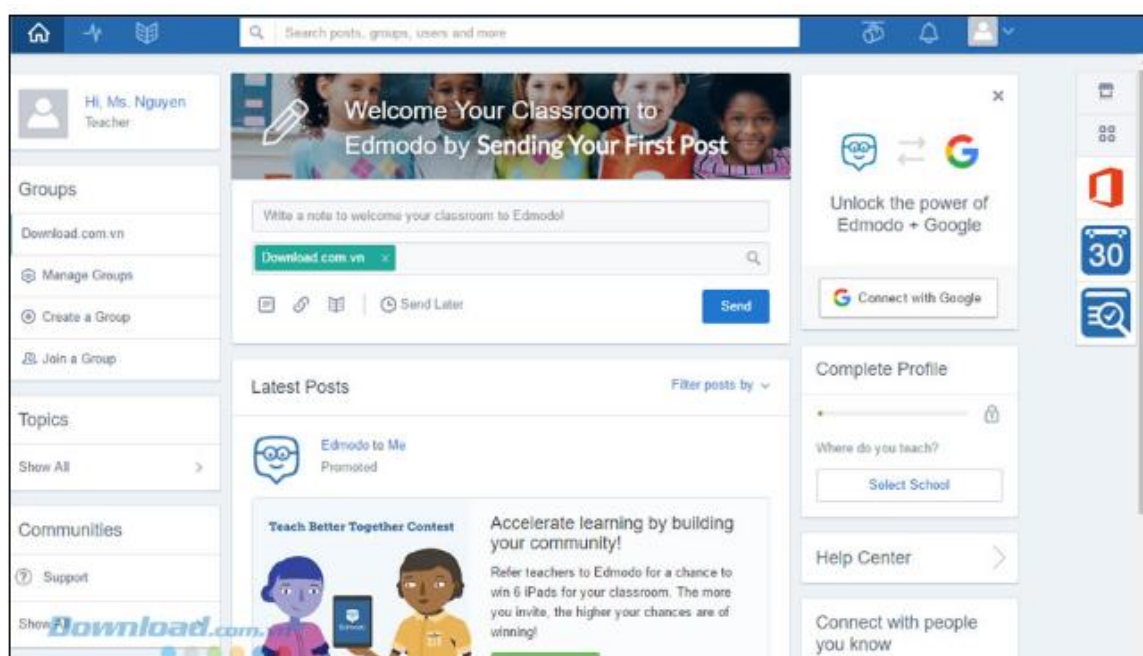 Search posts, groups, users and more
Hi, Ms. Nguyen
Teacher
Groups
Download.com.vn
Manage Groups
Create a Group
Join a Group
Topics
Show All
Communities
Support
Show All
Download.com.vn
Welcome Your Classroom to
Edmodo by Sending Your First Post
Write a note to welcome your classroom to Edmodo!
Download.com.vn ×
Send Later
Send
Latest Posts
Filter posts by
Edmodo to Me
Promoted
Teach Better Together Contest
Accelerate learning by building
your community!
Refer teachers to Edmodo for a chance to
win 6 iPads for your classroom. The more
you invite, the higher your chances are of
winning!
Unlock the power of
Edmodo + Google
Connect with Google
Complete Profile
Where do you teach?
Select School
Help Center
Connect with people
you know
30